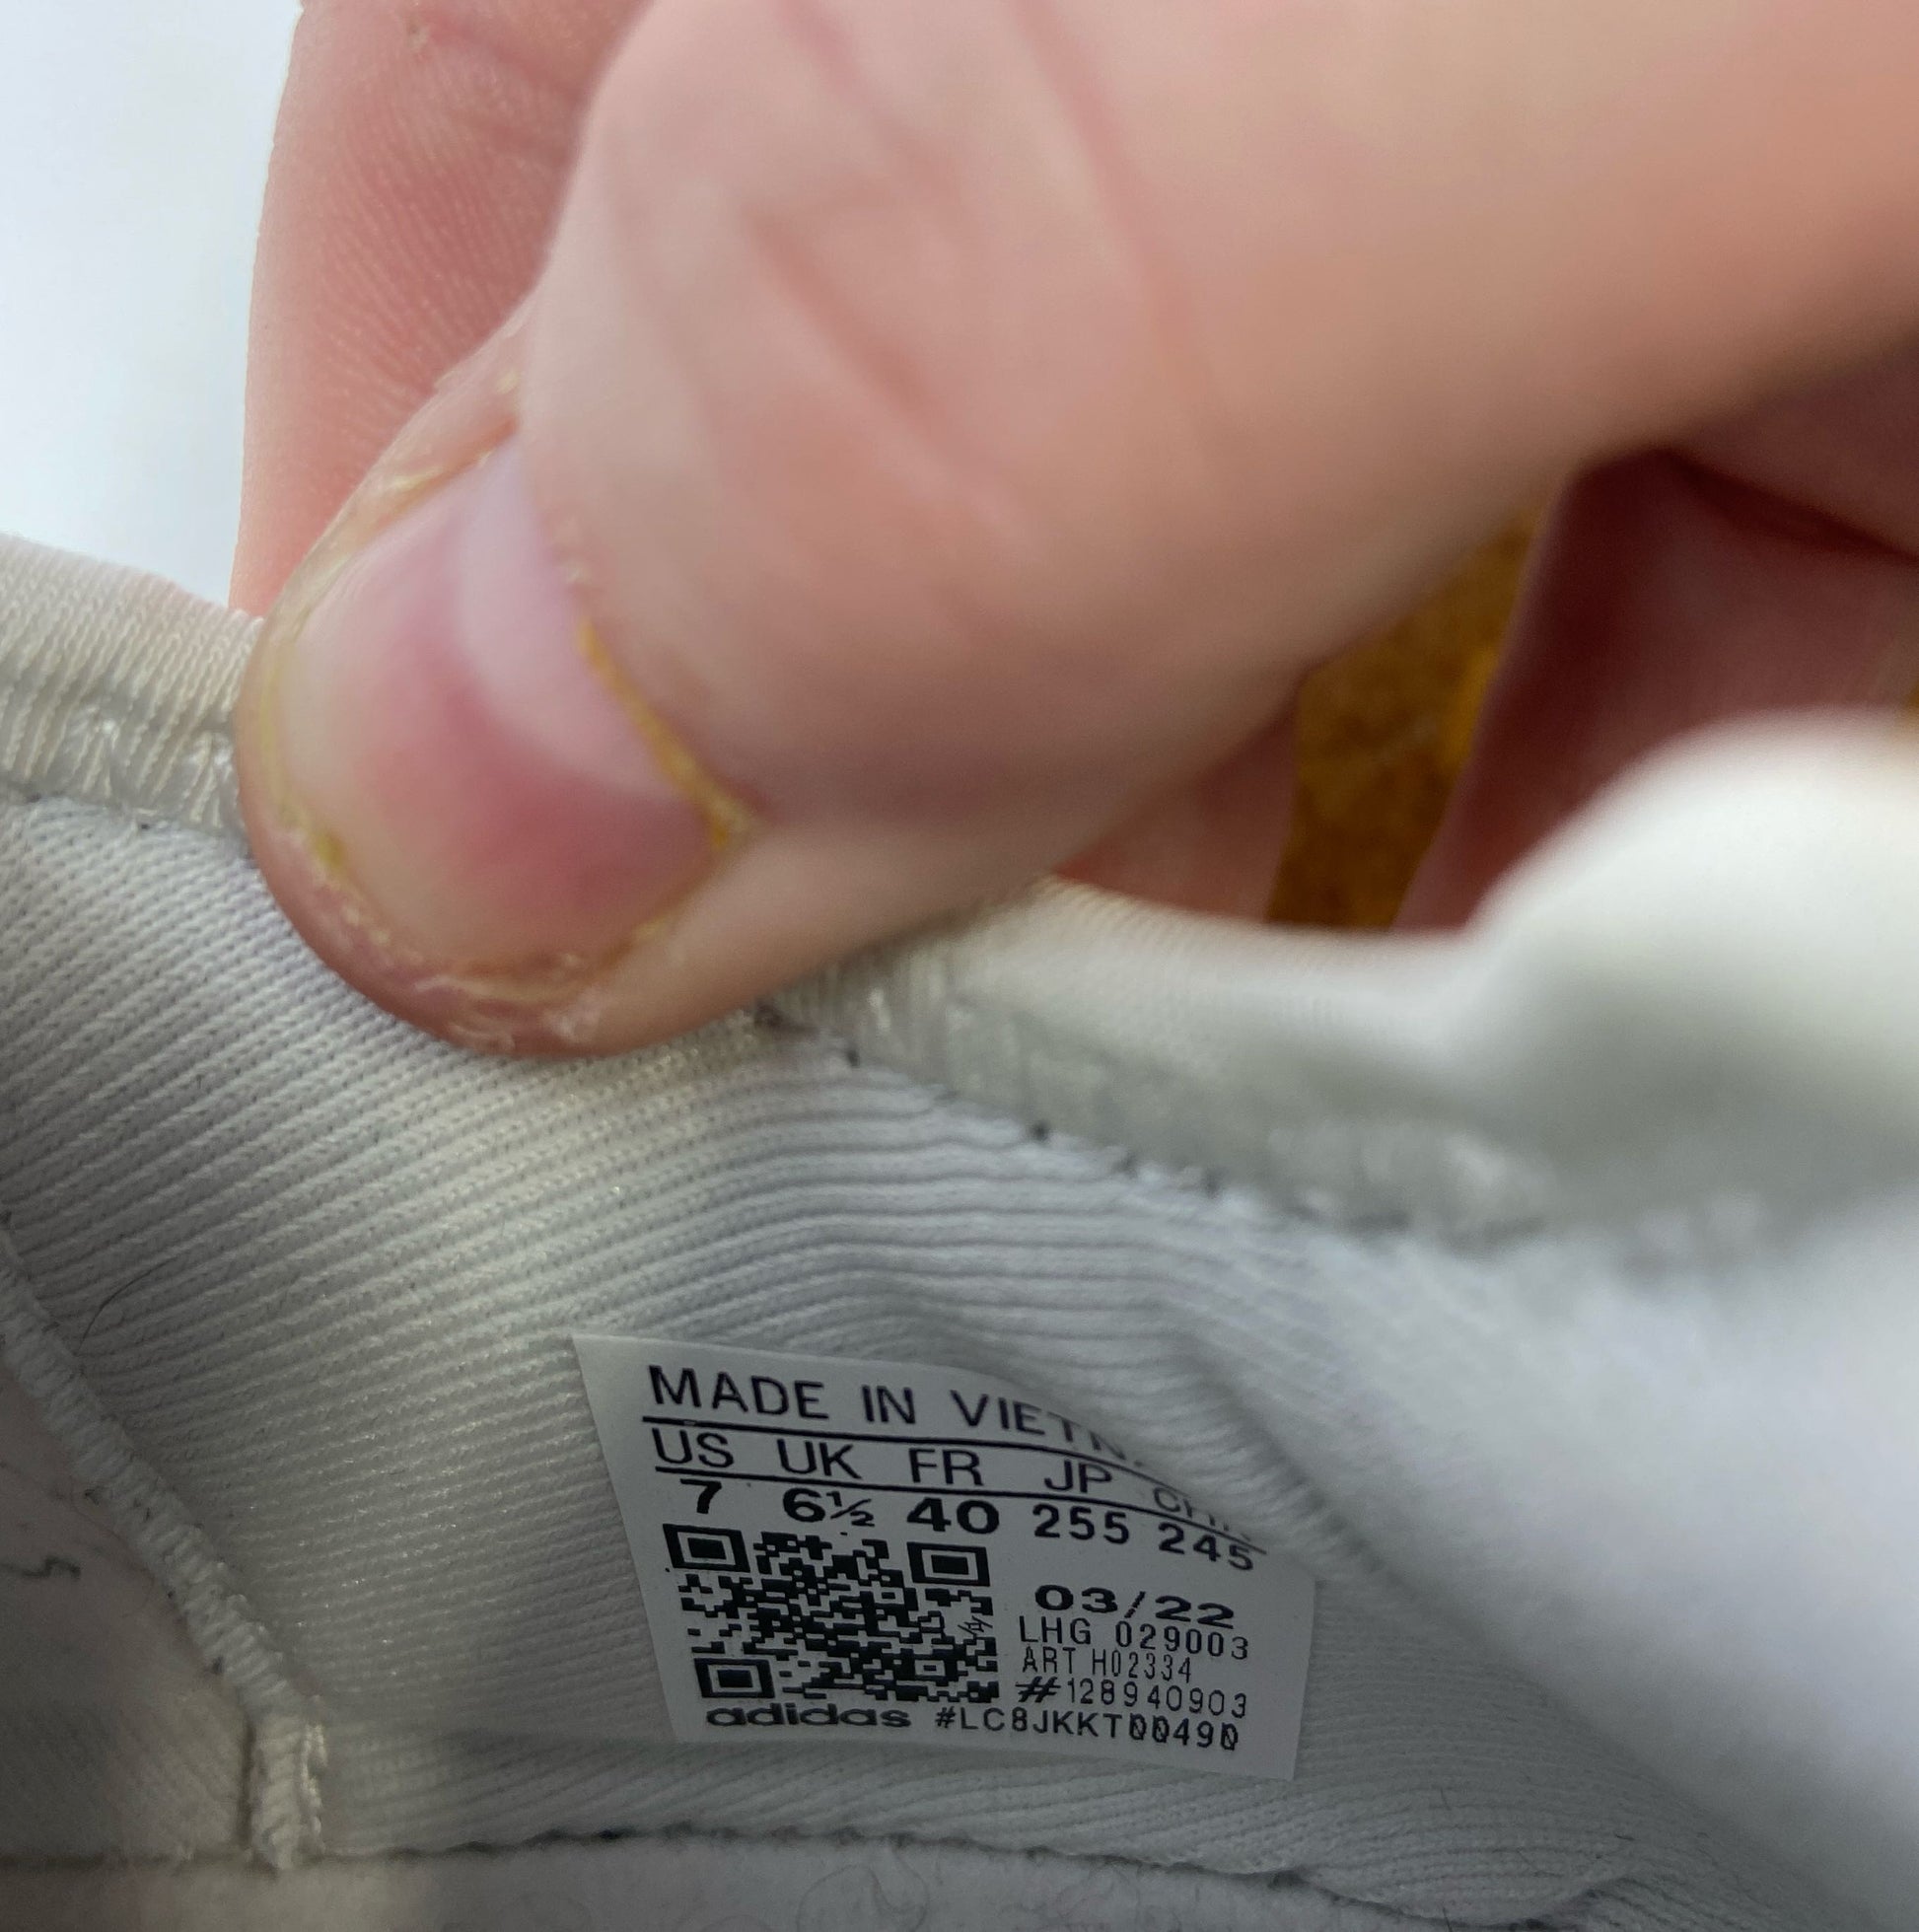 MADE IN
US UK FR JP
7 6½ 40 255 245
03/22
LHG 029003
ART H02334
#128940903
adidas #LC8JKKT00490